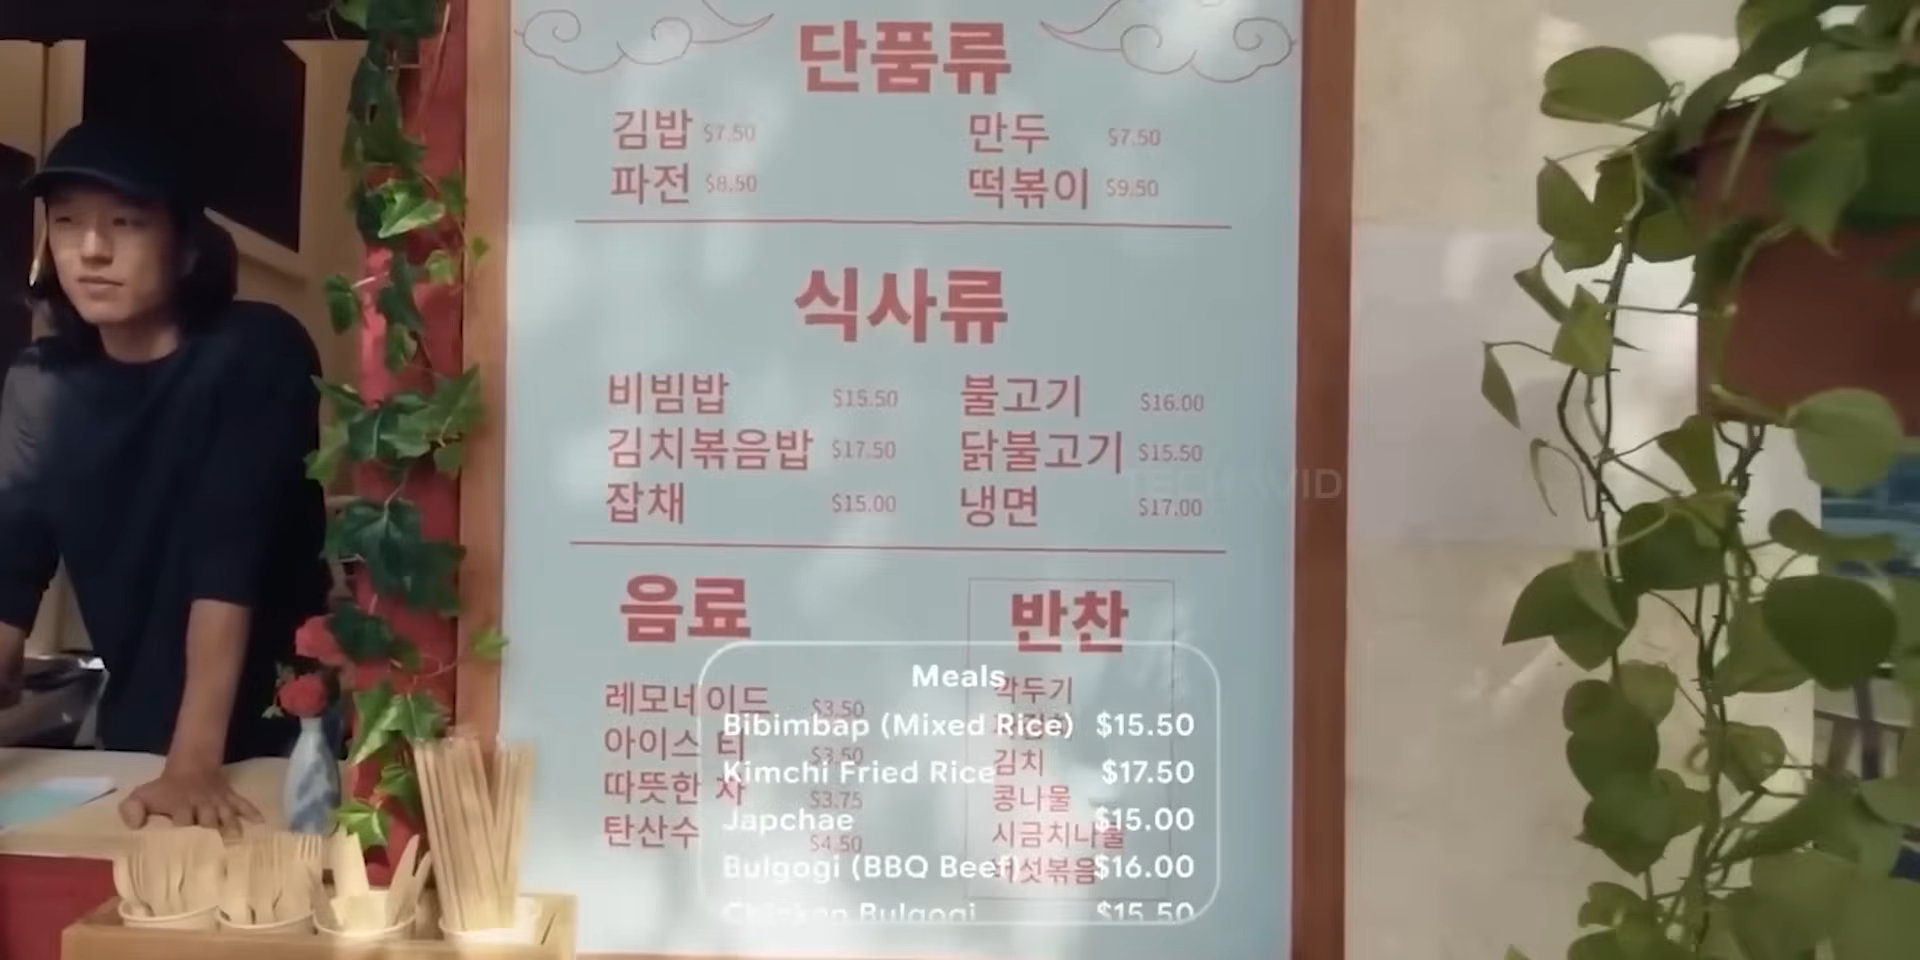 단품류
김밥 $7.50 만두 $7.50
파전 $8.50 떡볶이 $9.50
식사류
비빔밥 $15.50 불고기 $16.00
김치볶음밥 $17.50 닭불고기 $15.50
잡채 $15.00 냉면 $17.00
음료
레모네이드 $3.50
아이스 티 $3.50
따뜻한 차 $3.75
탄산수 $4.50
반찬
깍두기
김치
콩나물
시금치나물
Meals
Bibimbap (Mixed Rice) $15.50
Kimchi Fried Rice $17.50
Japchae $15.00
Bulgogi (BBQ Beef) $16.00
Chicken Bulgogi $15.50